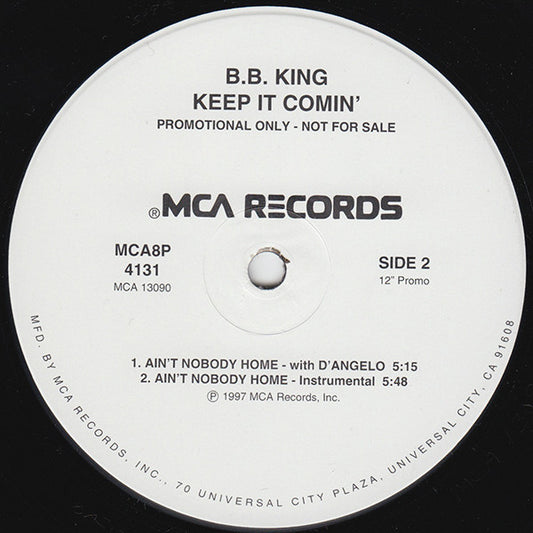 B.B. KING
KEEP IT COMIN'
PROMOTIONAL ONLY - NOT FOR SALE
®MCA RECORDS
MCA8P
4131
MCA 13090
SIDE 2
12" Promo
1. AIN'T NOBODY HOME - with D'ANGELO 5:15
2. AIN'T NOBODY HOME - Instrumental 5:48
℗ 1997 MCA Records, Inc.
MFD. BY MCA RECORDS, INC., 70 UNIVERSAL CITY PLAZA, UNIVERSAL CITY, CA 91608